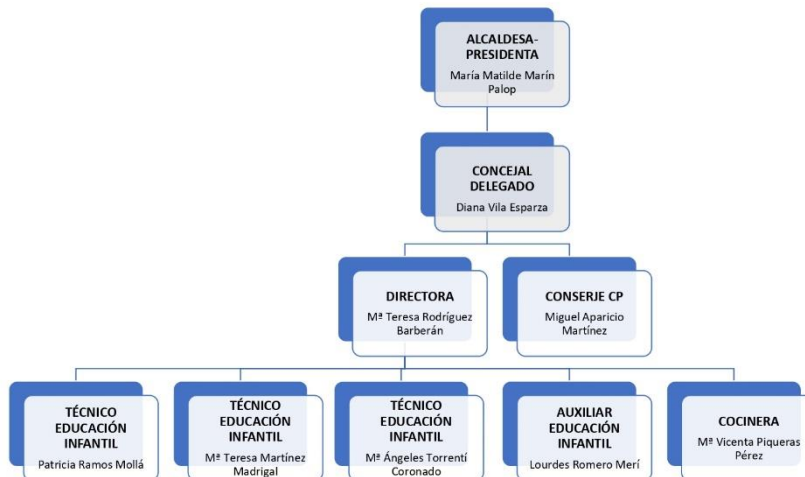 ALCALDESA-
PRESIDENTA
María Matilde Marín
Palop
CONCEJAL
DELEGADO
Diana Vila Esparza
DIRECTORA
Mª Teresa Rodríguez
Barberán
CONSERJE CP
Miguel Aparicio
Martínez
TÉCNICO
EDUCACIÓN
INFANTIL
Patricia Ramos Mollá
TÉCNICO
EDUCACIÓN
INFANTIL
Mª Teresa Martínez
Madrigal
TÉCNICO
EDUCACIÓN
INFANTIL
Mª Ángeles Torrentí
Coronado
AUXILIAR
EDUCACIÓN
INFANTIL
Lourdes Romero Merí
COCINERA
Mª Vicenta Piqueras
Pérez